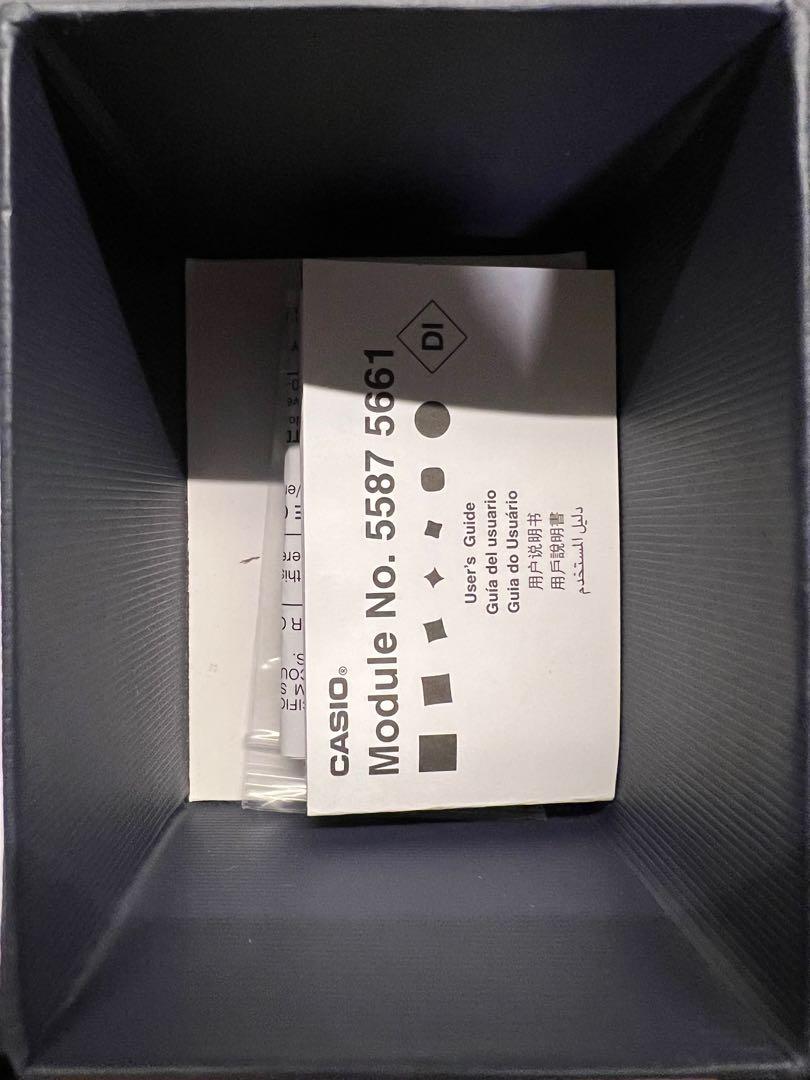 CASIO®
Module No. 5587 5661
DI
User's Guide
Guía del usuario
Guia do Usuário
用户说明书
用戶說明書
دليل المستخدم